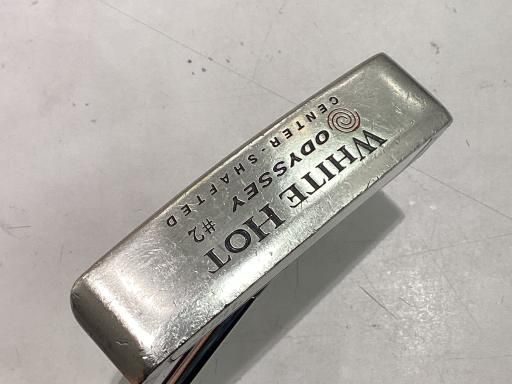 WHITE HOT
ODYSSEY #2
CENTER-SHAFTED